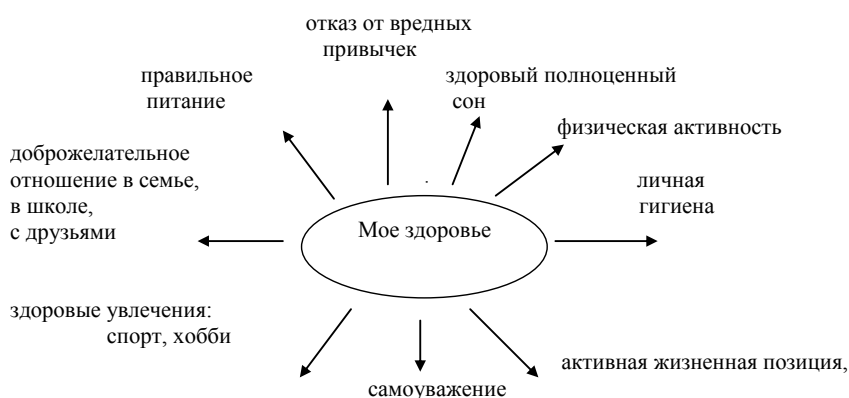 отказ от вредных
привычек
правильное
питание
здоровый полноценный
сон
физическая активность
доброжелательное
отношение в семье,
в школе,
с друзьями
личная
гигиена
Мое здоровье
здоровые увлечения:
спорт, хобби
активная жизненная позиция,
самоуважение